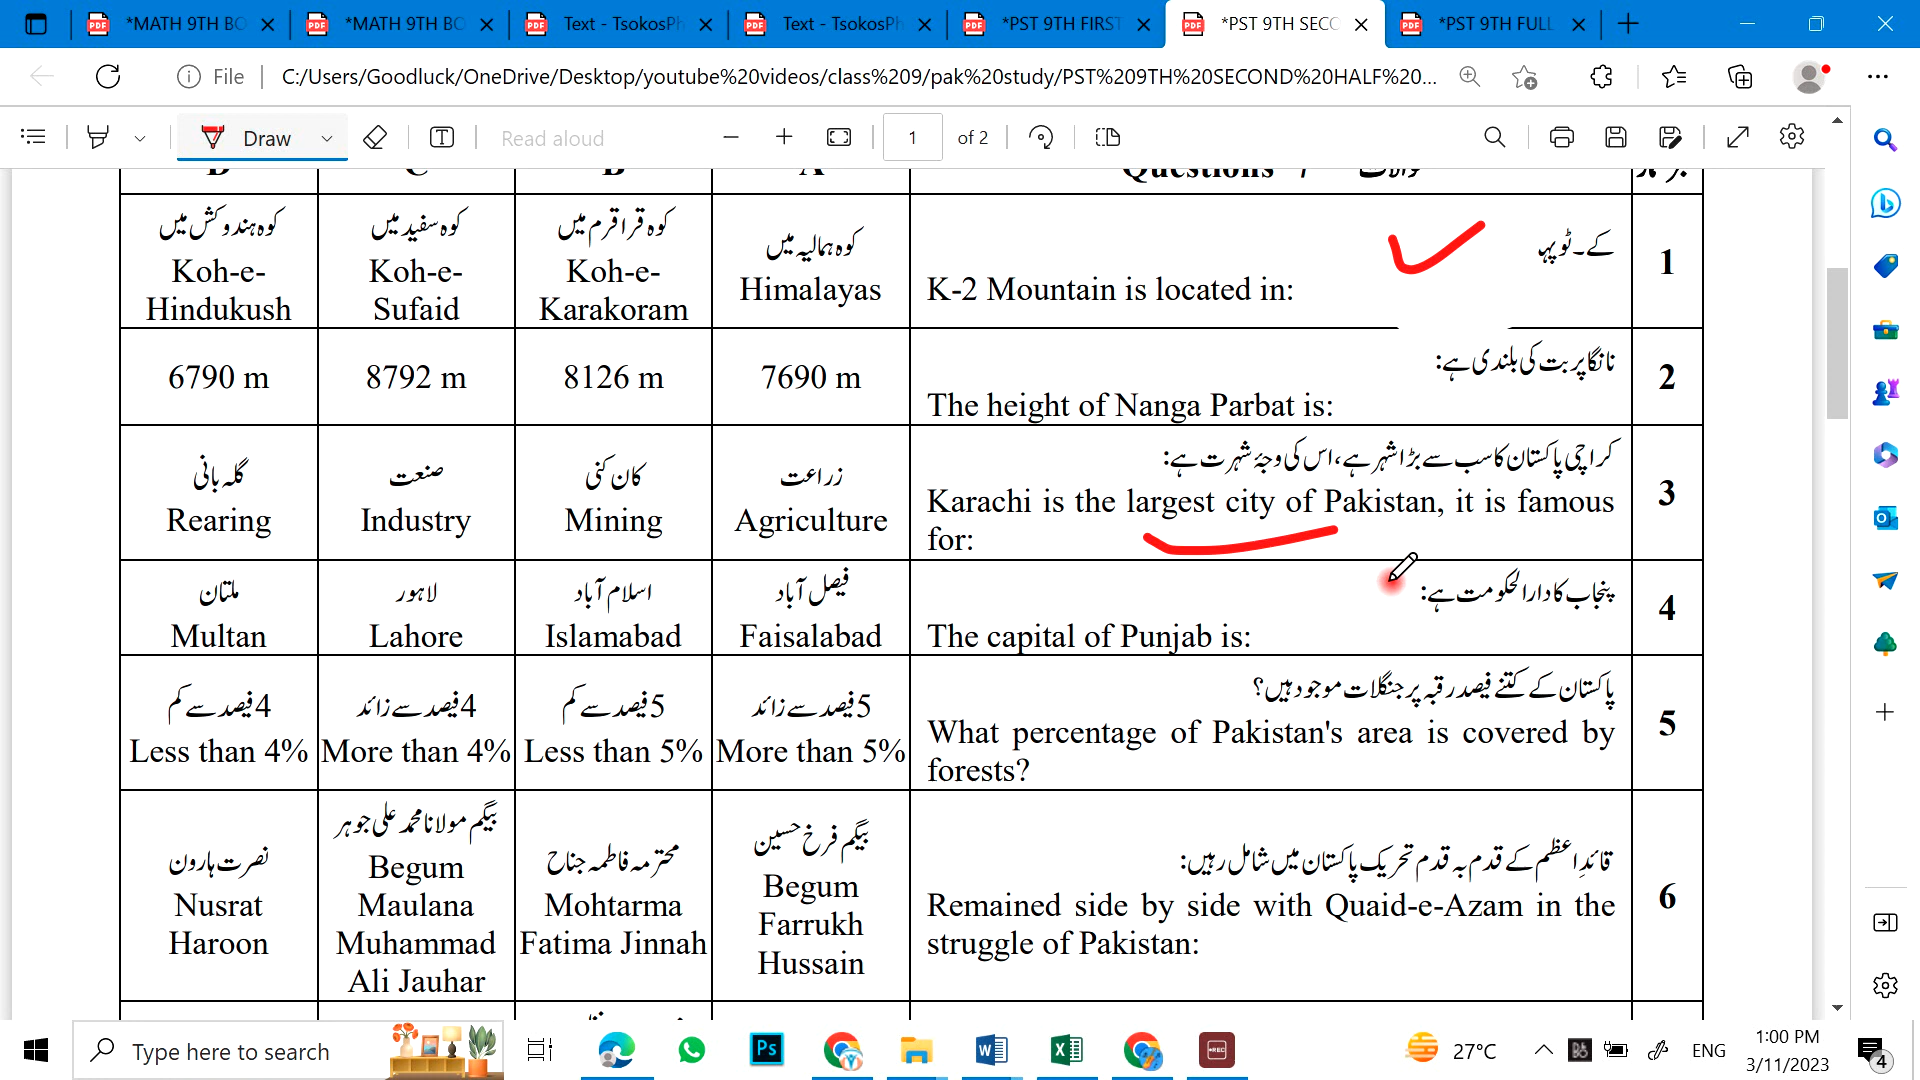 *MATH 9TH BO
*MATH 9TH BO
Text - TsokosPh
Text - TsokosPh
*PST 9TH FIRST
*PST 9TH SECC
*PST 9TH FULL
File
C:/Users/Goodluck/OneDrive/Desktop/youtube%20videos/class%209/pak%20study/PST%209TH%20SECOND%20HALF%20...
Draw
Read aloud
1 of 2
D C B A Questions / سوالات
کوہ ہندوکش میں
Koh-e-
Hindukush
کوہ سفید میں
Koh-e-
Sufaid
کوہ قراقرم میں
Koh-e-
Karakoram
کوہ ہمالیہ میں
Himalayas
کے۔ٹو پہ
K-2 Mountain is located in:
1
6790 m
8792 m
8126 m
7690 m
نانگا پربت کی بلندی ہے:
The height of Nanga Parbat is:
2
گلہ بانی
Rearing
صنعت
Industry
کان کنی
Mining
زراعت
Agriculture
کراچی پاکستان کا سب سے بڑا شہر ہے، اس کی وجۂ شہرت ہے:
Karachi is the largest city of Pakistan, it is famous
for:
3
ملتان
Multan
لاہور
Lahore
اسلام آباد
Islamabad
فیصل آباد
Faisalabad
پنجاب کا دارالحکومت ہے:
The capital of Punjab is:
4
4 فیصد سے کم
Less than 4%
4 فیصد سے زائد
More than 4%
5 فیصد سے کم
Less than 5%
5 فیصد سے زائد
More than 5%
پاکستان کے کتنے فیصد رقبہ پر جنگلات موجود ہیں؟
What percentage of Pakistan's area is covered by
forests?
5
نصرت ہارون
Nusrat
Haroon
بیگم مولانا محمد علی جوہر
Begum
Maulana
Muhammad
Ali Jauhar
محترمہ فاطمہ جناح
Mohtarma
Fatima Jinnah
بیگم فرخ حسین
Begum
Farrukh
Hussain
قائدِ اعظم کے قدم بہ قدم تحریک پاکستان میں شامل رہیں:
Remained side by side with Quaid-e-Azam in the
struggle of Pakistan:
6
Type here to search
27°C
ENG
1:00 PM
3/11/2023
4